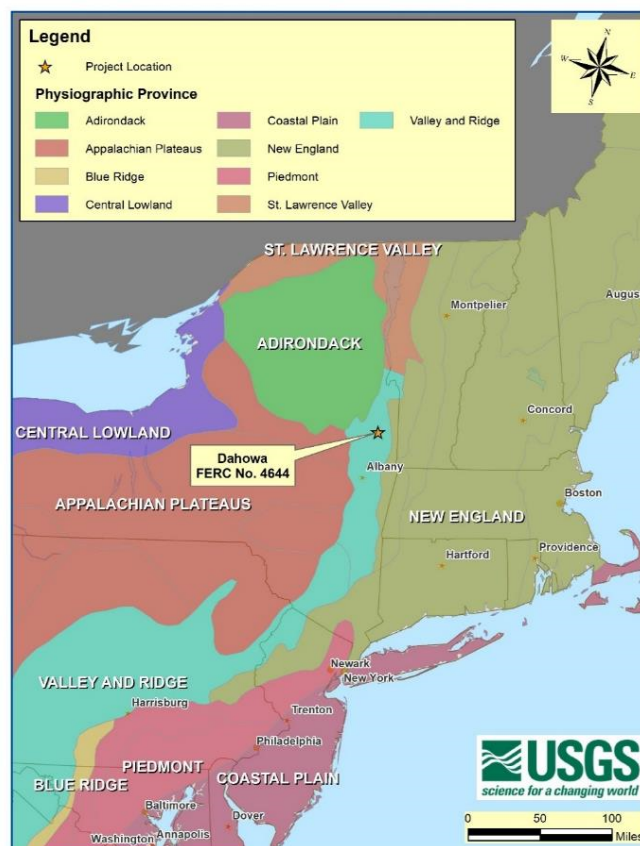 Legend
Project Location
Physiographic Province
Adirondack
Coastal Plain
Valley and Ridge
Appalachian Plateaus
New England
Blue Ridge
Piedmont
Central Lowland
St. Lawrence Valley
N
W
E
S
ST. LAWRENCE VALLEY
Montpelier
Augus
ADIRONDACK
Concord
CENTRAL LOWLAND
Dahowa
FERC No. 4644
Albany
APPALACHIAN PLATEAUS
Boston
NEW ENGLAND
Hartford
Providence
VALLEY AND RIDGE
Newark
New York
Harrisburg
Trenton
PIEDMONT
Philadelphia
BLUE RIDGE
COASTAL PLAIN
Baltimore
Dover
Washington
Annapolis
USGS
science for a changing world
0 50 100
Miles